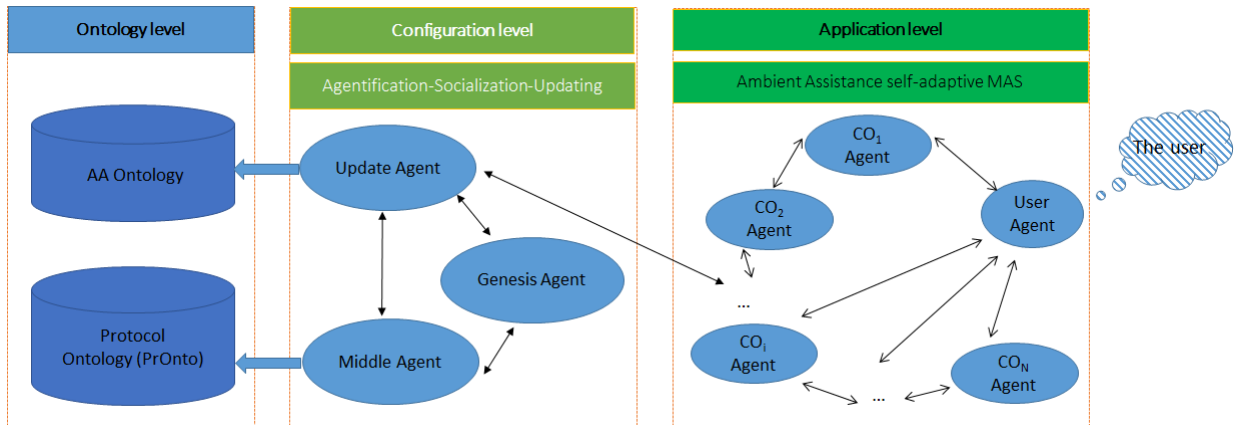 Ontology level
Configuration level
Application level
Agentification-Socialization-Updating
Ambient Assistance self-adaptive MAS
AA Ontology
Protocol
Ontology (PrOnto)
Update Agent
Genesis Agent
Middle Agent
CO₁
Agent
CO₂
Agent
...
COᵢ
Agent
...
CO_N
Agent
User
Agent
The user